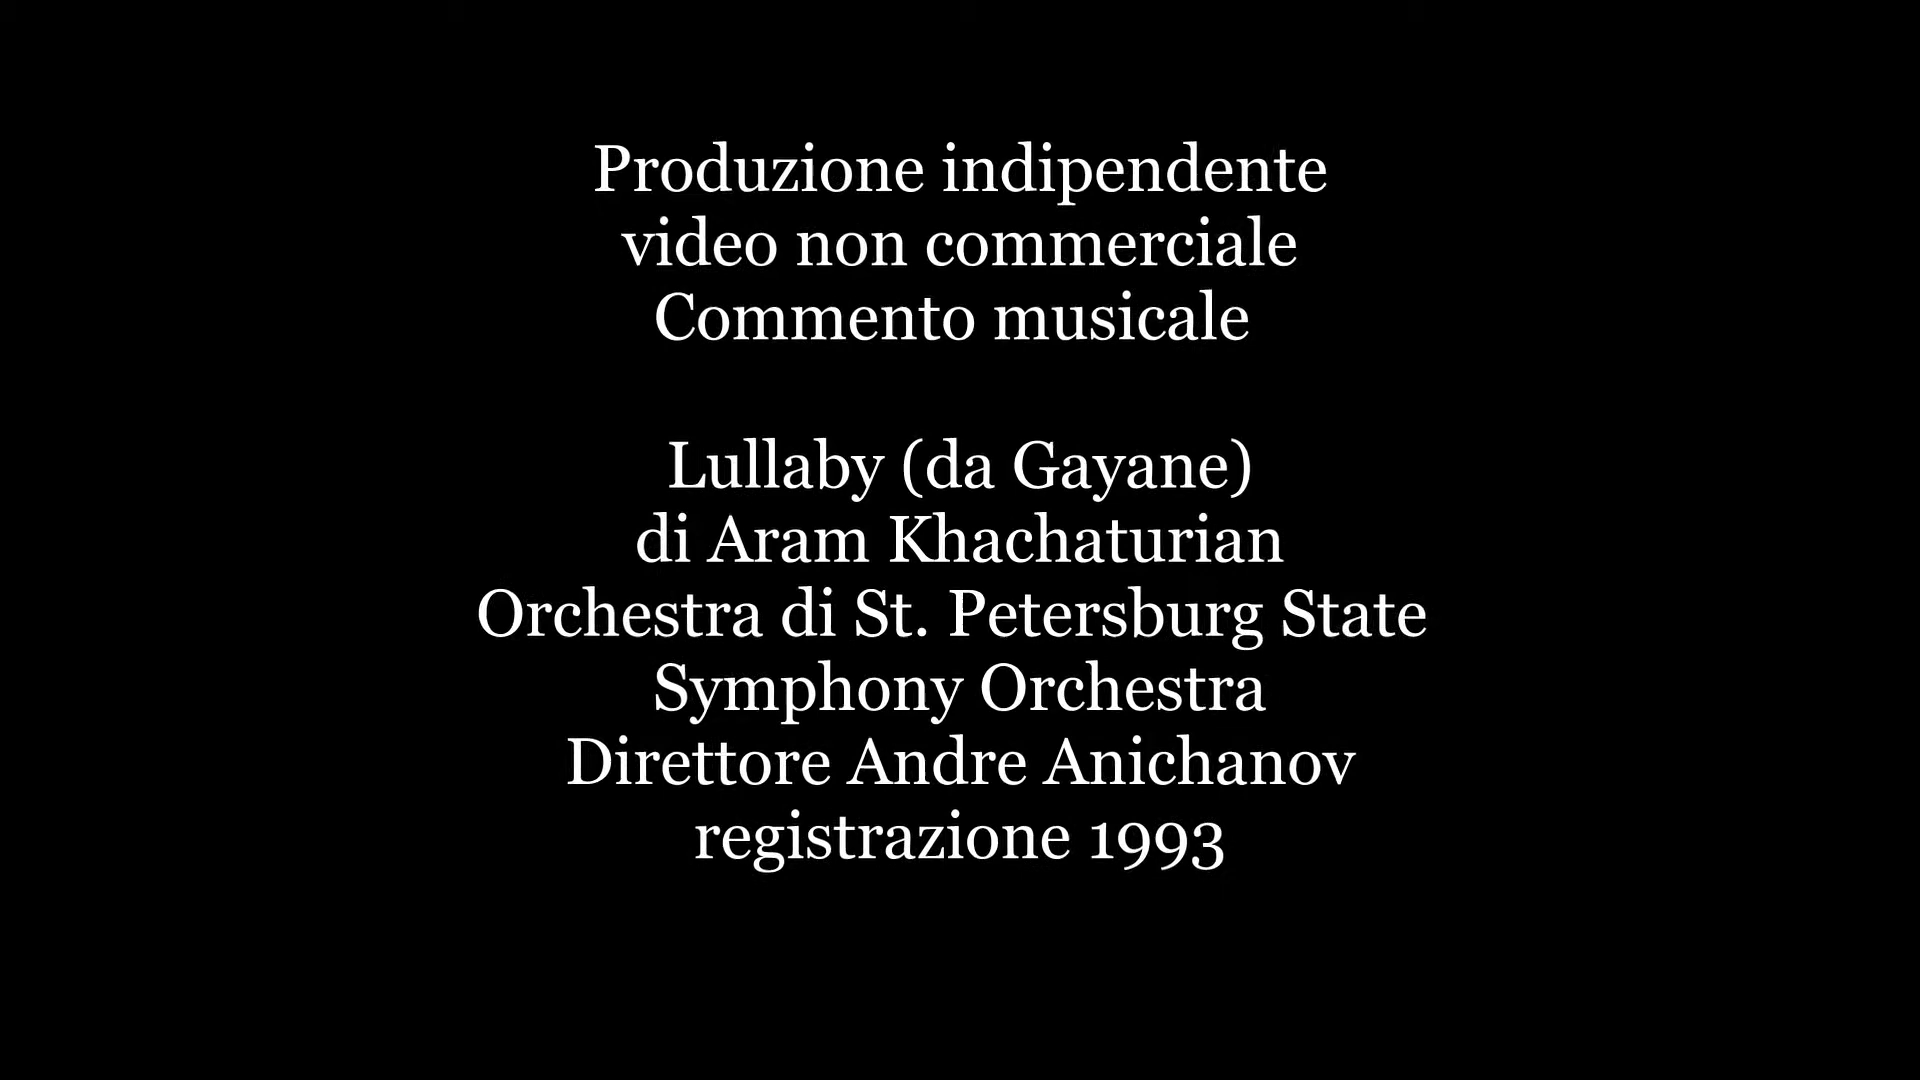 Produzione indipendente
video non commerciale
Commento musicale
Lullaby (da Gayane)
di Aram Khachaturian
Orchestra di St. Petersburg State
Symphony Orchestra
Direttore Andre Anichanov
registrazione 1993